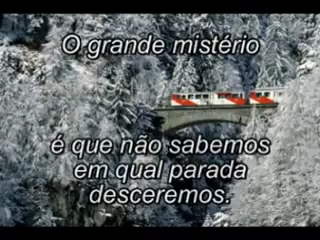 O grande mistério
é que não sabemos
em qual parada
desceremos.